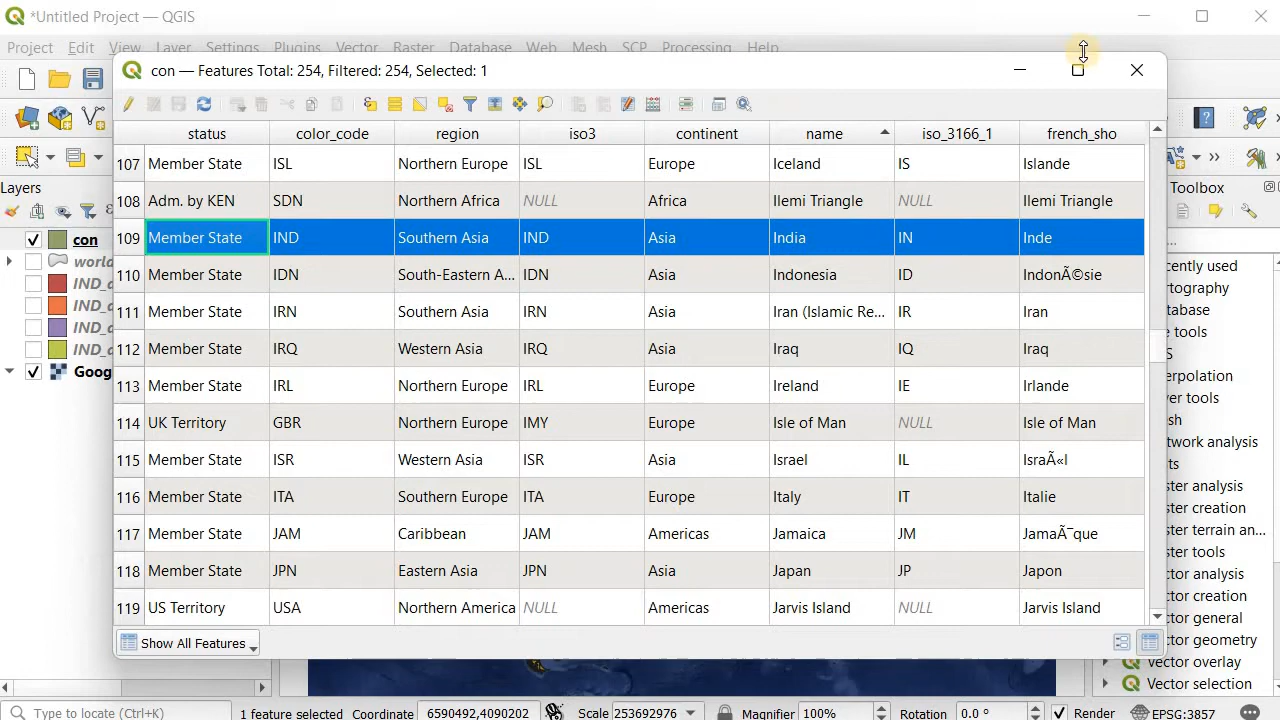 *Untitled Project — QGIS
Project Edit View Layer Settings Plugins Vector Raster Database Web Mesh SCP Processing Help
con — Features Total: 254, Filtered: 254, Selected: 1
status color_code region iso3 continent name iso_3166_1 french_sho
107 Member State ISL Northern Europe ISL Europe Iceland IS Islande
108 Adm. by KEN SDN Northern Africa NULL Africa Ilemi Triangle NULL Ilemi Triangle
109 Member State IND Southern Asia IND Asia India IN Inde
110 Member State IDN South-Eastern A... IDN Asia Indonesia ID IndonÃ©sie
111 Member State IRN Southern Asia IRN Asia Iran (Islamic Re... IR Iran
112 Member State IRQ Western Asia IRQ Asia Iraq IQ Iraq
113 Member State IRL Northern Europe IRL Europe Ireland IE Irlande
114 UK Territory GBR Northern Europe IMY Europe Isle of Man NULL Isle of Man
115 Member State ISR Western Asia ISR Asia Israel IL IsraÃ«l
116 Member State ITA Southern Europe ITA Europe Italy IT Italie
117 Member State JAM Caribbean JAM Americas Jamaica JM JamaÃ¯que
118 Member State JPN Eastern Asia JPN Asia Japan JP Japon
119 US Territory USA Northern America NULL Americas Jarvis Island NULL Jarvis Island
Show All Features
Layers
con
world
IND_a
IND_a
IND_a
IND_a
Goog
Toolbox
...
cently used
rtography
tabase
e tools
S
erpolation
yer tools
sh
twork analysis
ts
ster analysis
ster creation
ster terrain an...
ster tools
ctor analysis
ctor creation
ctor general
ctor geometry
ctor overlay
Vector selection
Type to locate (Ctrl+K) 1 feature selected Coordinate 6590492,4090202 Scale 253692976 Magnifier 100% Rotation 0.0 ° Render EPSG:3857